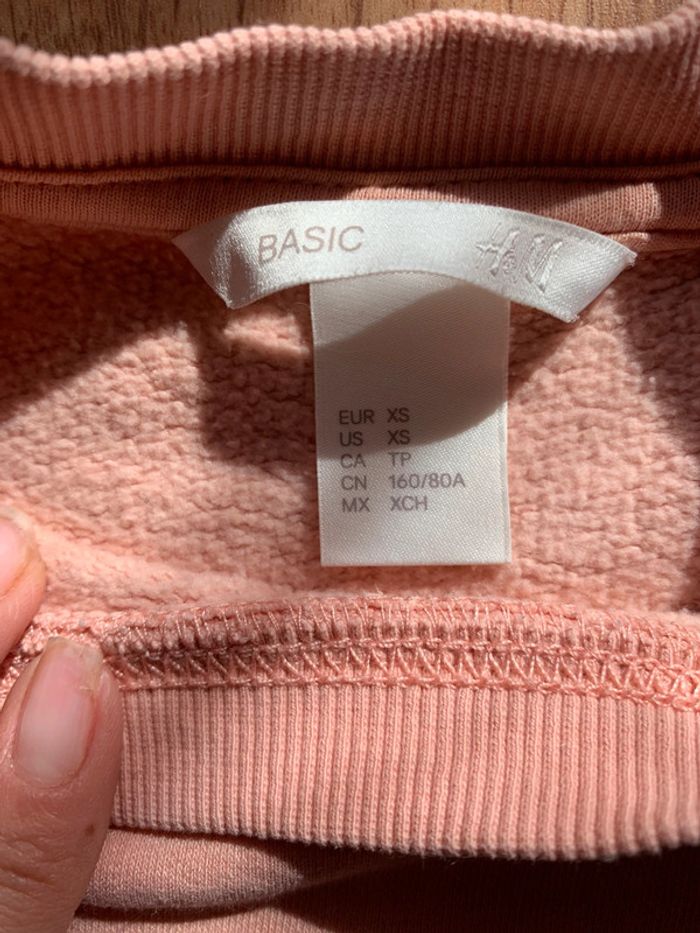 BASIC H&M
EUR XS
US XS
CA TP
CN 160/80A
MX XCH